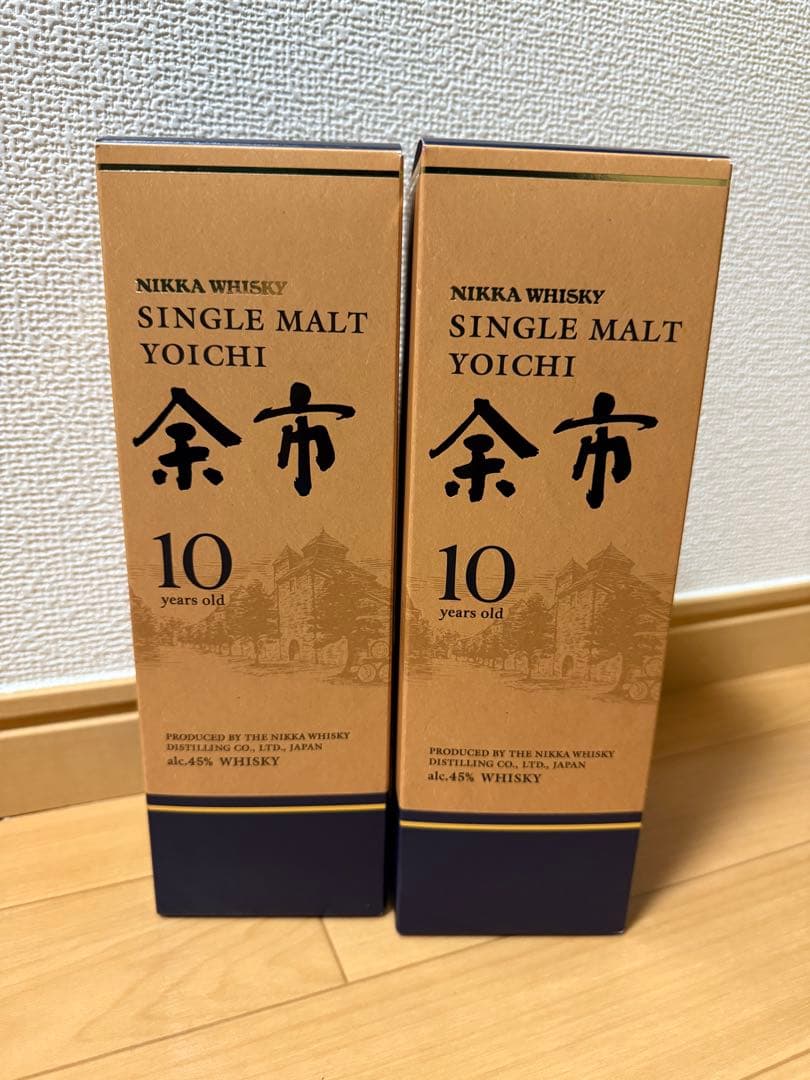 NIKKA WHISKY
SINGLE MALT
YOICHI
余市
10
years old
PRODUCED BY THE NIKKA WHISKY
DISTILLING CO., LTD., JAPAN
alc.45% WHISKY
NIKKA WHISKY
SINGLE MALT
YOICHI
余市
10
years old
PRODUCED BY THE NIKKA WHISKY
DISTILLING CO., LTD., JAPAN
alc.45% WHISKY